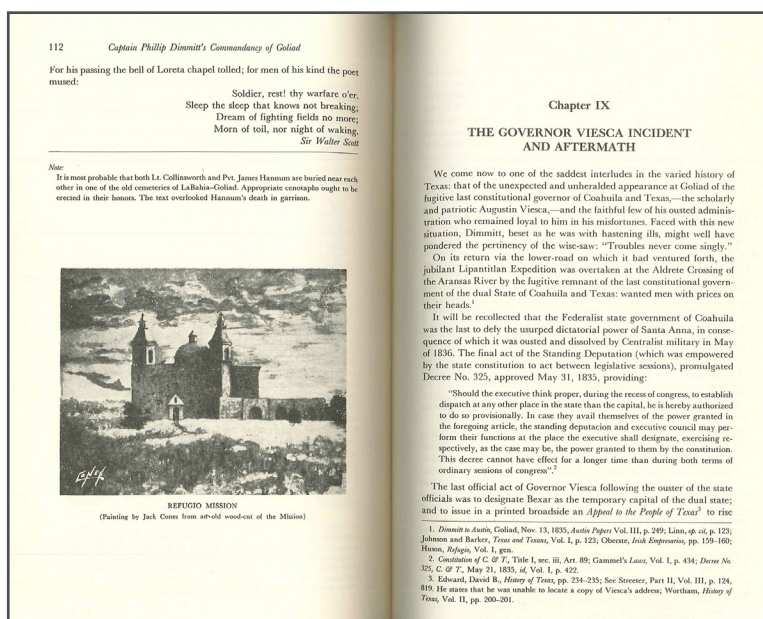 112 Captain Phillip Dimmitt's Commandancy of Goliad
For his passing the bell of Loreta chapel tolled; for men of his kind the poet
mused:
Soldier, rest! thy warfare o'er,
Sleep the sleep that knows not breaking;
Dream of fighting fields no more;
Morn of toil, nor night of waking.
Sir Walter Scott
Note:
It is most probable that both Lt. Collinsworth and Pvt. James Hannum are buried near each
other in one of the old cemeteries of LaBahia–Goliad. Appropriate cenotaphs ought to be
erected in their honors. The text overlooked Hannum's death in garrison.
CONES
REFUGIO MISSION
(Painting by Jack Cones from an old wood-cut of the Mission)
Chapter IX
THE GOVERNOR VIESCA INCIDENT
AND AFTERMATH
We come now to one of the saddest interludes in the varied history of
Texas: that of the unexpected and unheralded appearance at Goliad of the
fugitive last constitutional governor of Coahuila and Texas,—the scholarly
and patriotic Augustin Viesca,—and the faithful few of his ousted adminis-
tration who remained loyal to him in his misfortunes. Faced with this new
situation, Dimmitt, beset as he was with hastening ills, might well have
pondered the pertinency of the wise-saw: "Troubles never come singly."
On its return via the lower-road on which it had ventured forth, the
jubilant Lipantitlan Expedition was overtaken at the Aldrete Crossing of
the Aransas River by the fugitive remnant of the last constitutional govern-
ment of the dual State of Coahuila and Texas: wanted men with prices on
their heads.1
It will be recollected that the Federalist state government of Coahuila
was the last to defy the usurped dictatorial power of Santa Anna, in conse-
quence of which it was ousted and dissolved by Centralist military in May
of 1836. The final act of the Standing Deputation (which was empowered
by the state constitution to act between legislative sessions), promulgated
Decree No. 325, approved May 31, 1835, providing:
"Should the executive think proper, during the recess of congress, to establish
dispatch at any other place in the state than the capital, he is hereby authorized
to do so provisionally. In case they avail themselves of the power granted in
the foregoing article, the standing deputacion and executive council may per-
form their functions at the place the executive shall designate, exercising re-
spectively, as the case may be, the power granted to them by the constitution.
This decree cannot have effect for a longer time than during both terms of
ordinary sessions of congress".2
The last official act of Governor Viesca following the ouster of the state
officials was to designate Bexar as the temporary capital of the dual state;
and to issue in a printed broadside an Appeal to the People of Texas3 to rise
1. Dimmitt to Austin, Goliad, Nov. 13, 1835, Austin Papers Vol. III, p. 249; Linn, op. cit, p. 123;
Johnson and Barker, Texas and Texans, Vol. I, p. 123; Oberste, Irish Empresarios, pp. 159–160;
Huson, Refugio, Vol. I, gen.
2. Constitution of C. & T., Title I, sec. iii, Art. 89; Gammel's Laws, Vol. I, p. 434; Decree No.
325, C. & T., May 21, 1835, id, Vol. I, p. 422.
3. Edward, David B., History of Texas, pp. 234–235; See Streeter, Part II, Vol. III, p. 124,
819. He states that he was unable to locate a copy of Viesca's address; Wortham, History of
Texas, Vol. II, pp. 200–201.